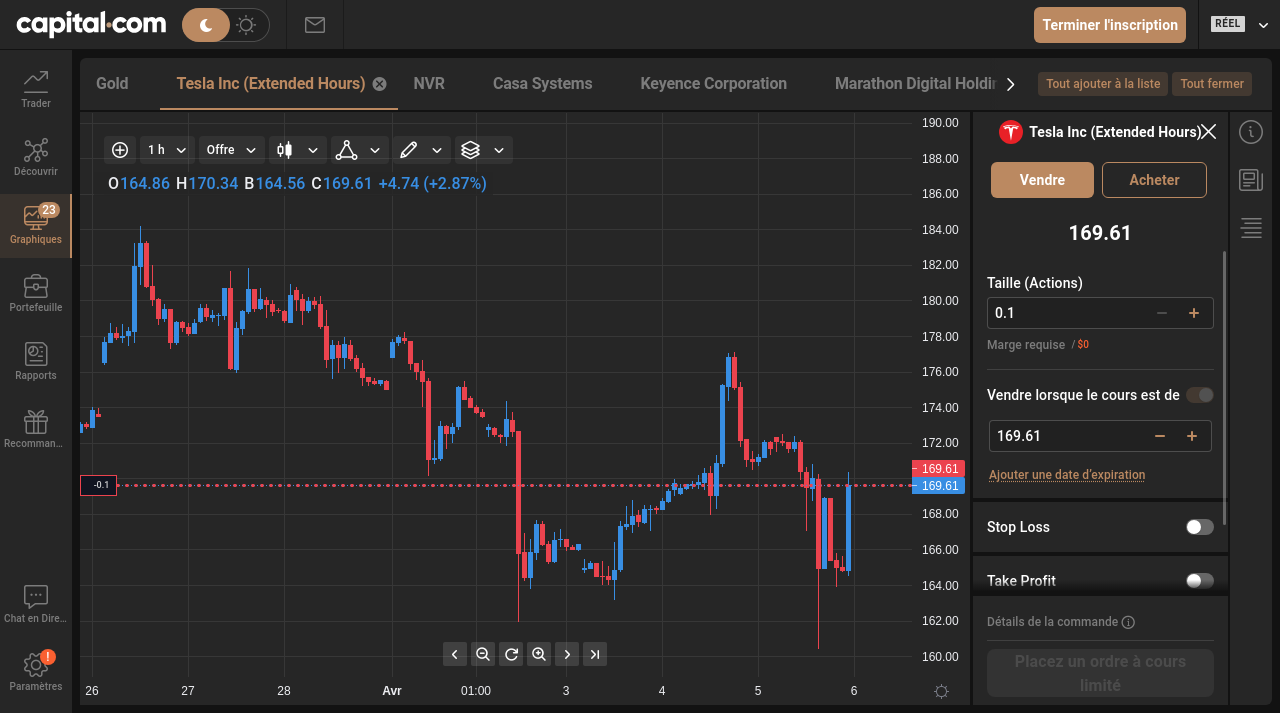 capital.com
Terminer l'inscription
RÉEL
Trader
Découvrir
23
Graphiques
Portefeuille
Rapports
Recomman...
Chat en Dire...
!
Paramètres
Gold
Tesla Inc (Extended Hours)
NVR
Casa Systems
Keyence Corporation
Marathon Digital Holdin
Tout ajouter à la liste
Tout fermer
1 h
Offre
O164.86 H170.34 B164.56 C169.61 +4.74 (+2.87%)
190.00
188.00
186.00
184.00
182.00
180.00
178.00
176.00
174.00
172.00
169.61
169.61
168.00
166.00
164.00
162.00
160.00
-0.1
26
27
28
Avr
01:00
3
4
5
6
Tesla Inc (Extended Hours)
Vendre
Acheter
169.61
Taille (Actions)
0.1
Marge requise / $0
Vendre lorsque le cours est de
169.61
Ajouter une date d'expiration
Stop Loss
Take Profit
Détails de la commande
Placez un ordre à cours
limité